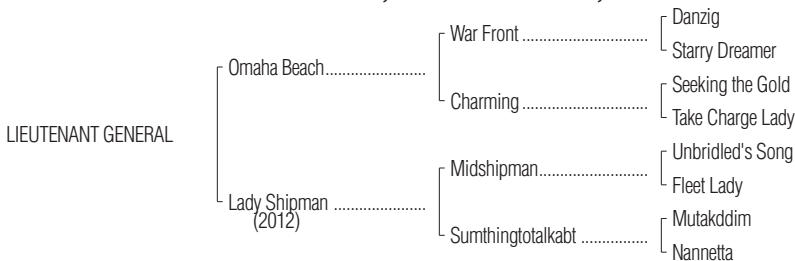 Danzig
War Front ..........................
Starry Dreamer
Omaha Beach.....................
Seeking the Gold
Charming ..........................
Take Charge Lady
LIEUTENANT GENERAL
Unbridled's Song
Midshipman.......................
Fleet Lady
Lady Shipman ...................
(2012)
Mutakddim
Sumthingtotalkabt ..............
Nannetta